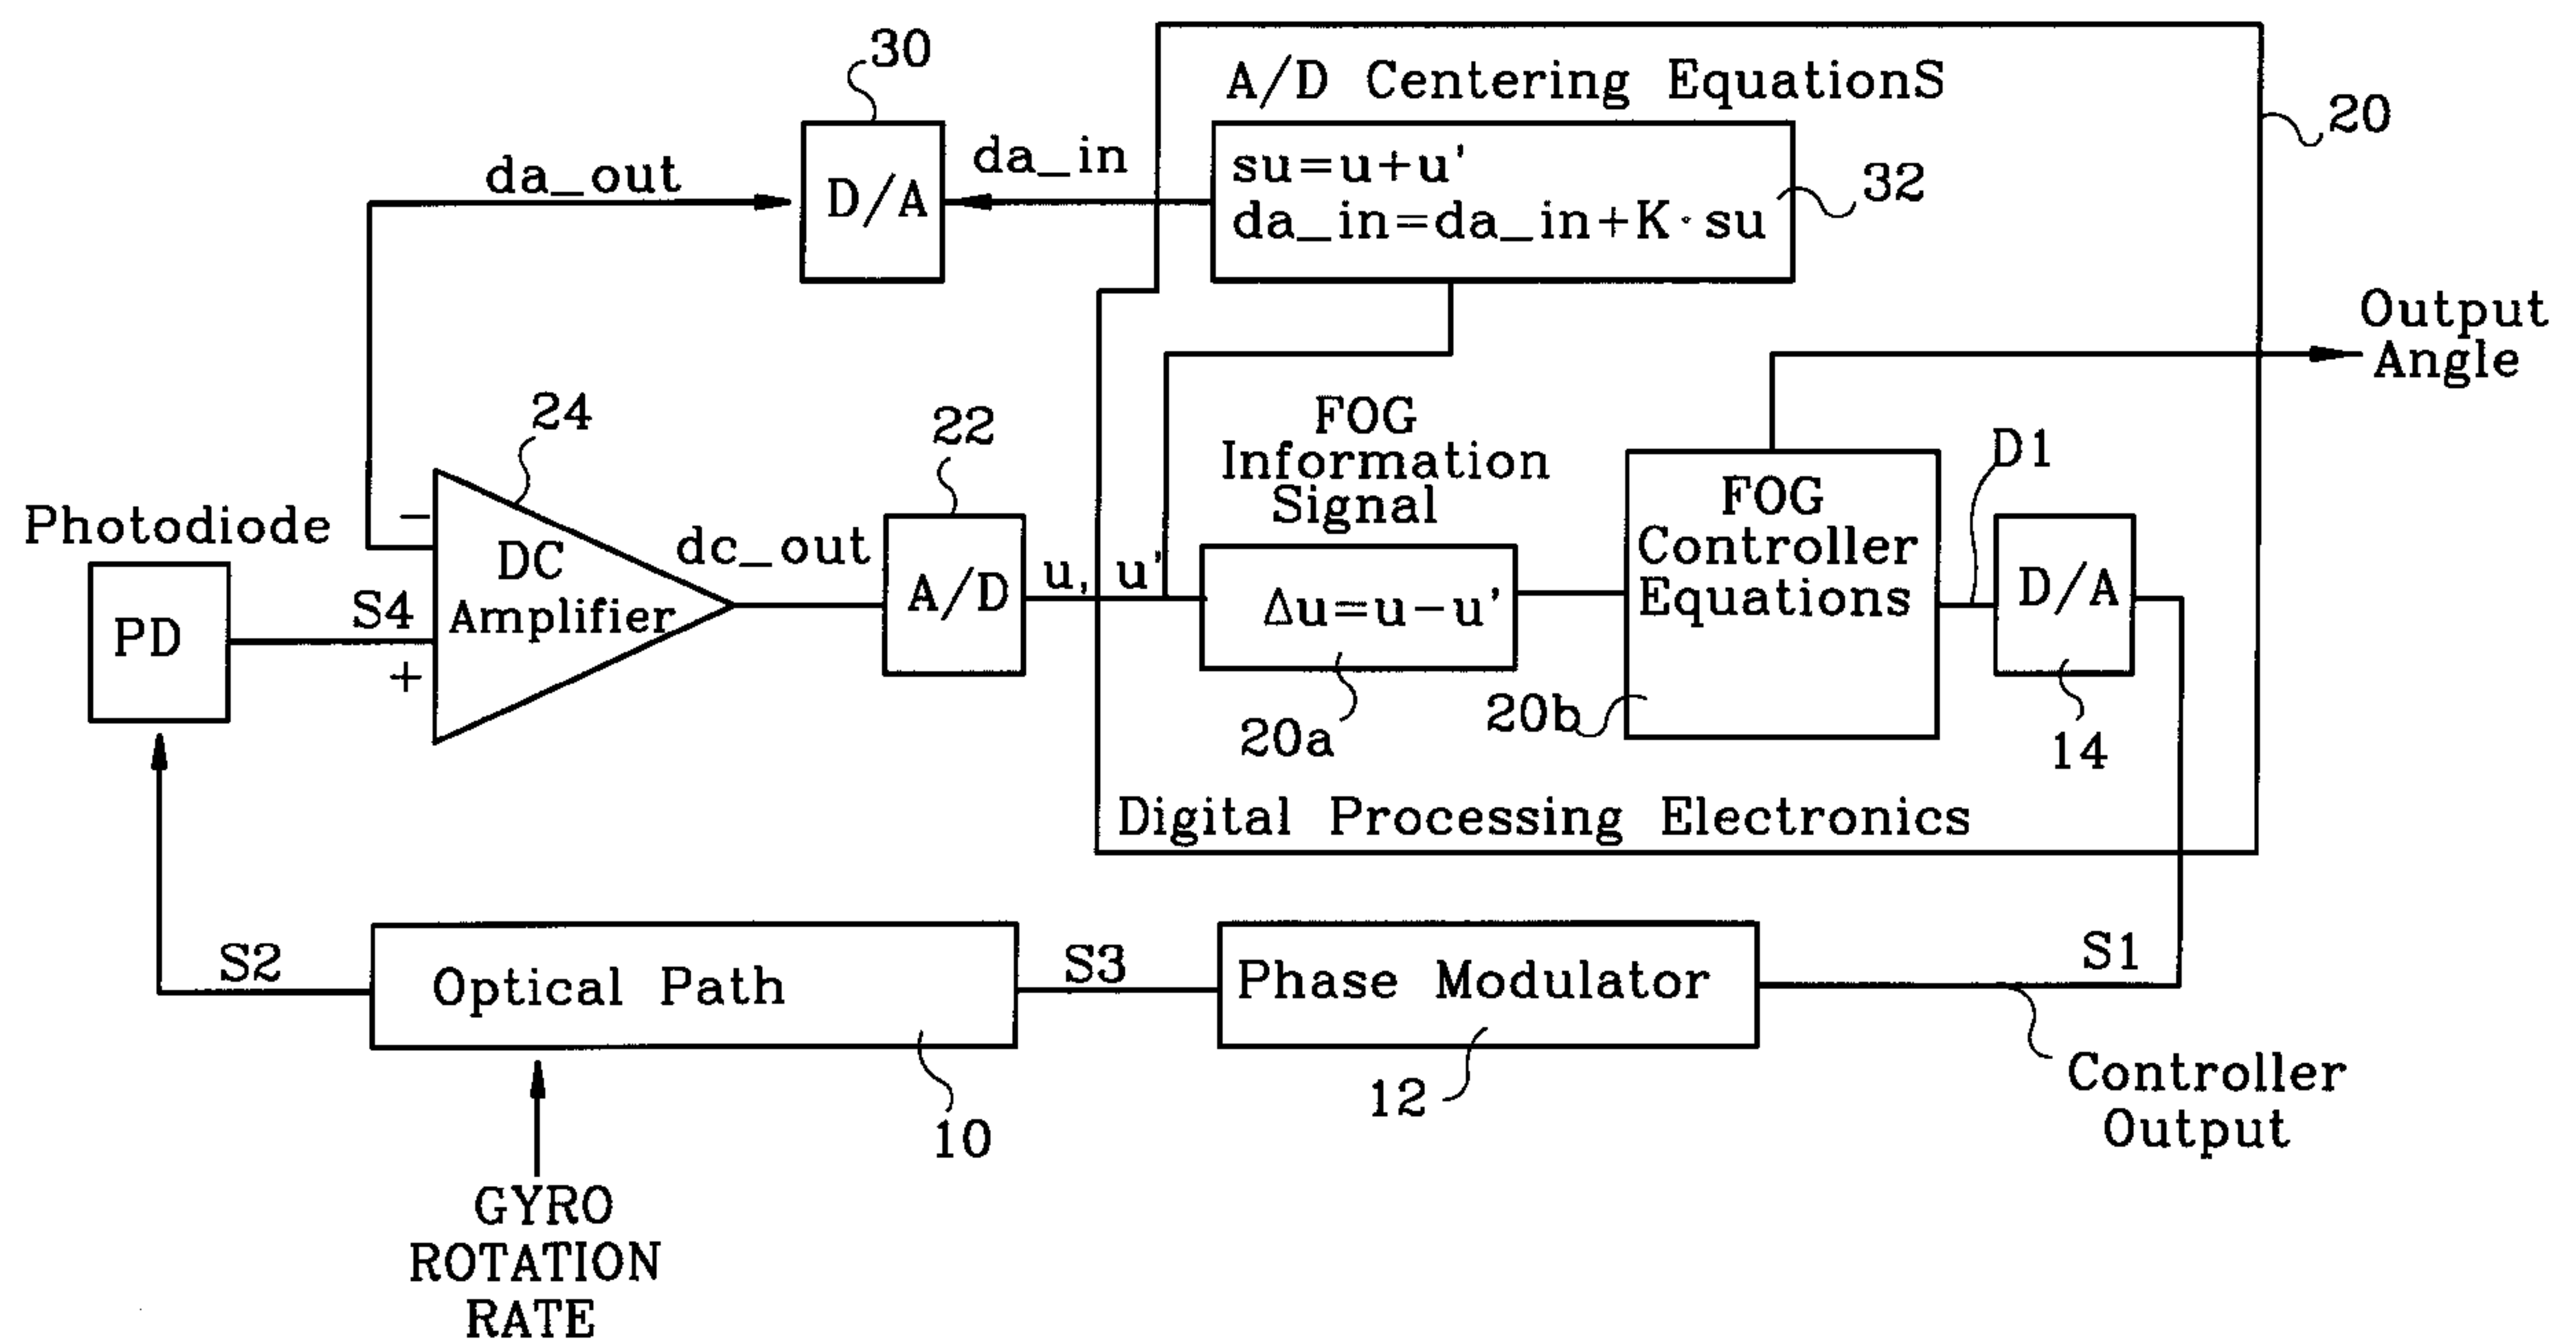 30
A/D Centering EquationS
20
da_out
D/A
da_in
su=u+u'
da_in=da_in+K·su
32
Output
Angle
24
22
FOG
Information
Signal
D1
Photodiode
PD
S4
−
+
DC
Amplifier
dc_out
A/D
u, u'
Δu=u−u'
20a
FOG
Controller
Equations
20b
D/A
14
Digital Processing Electronics
S2
Optical Path
10
S3
Phase Modulator
12
S1
Controller
Output
GYRO
ROTATION
RATE